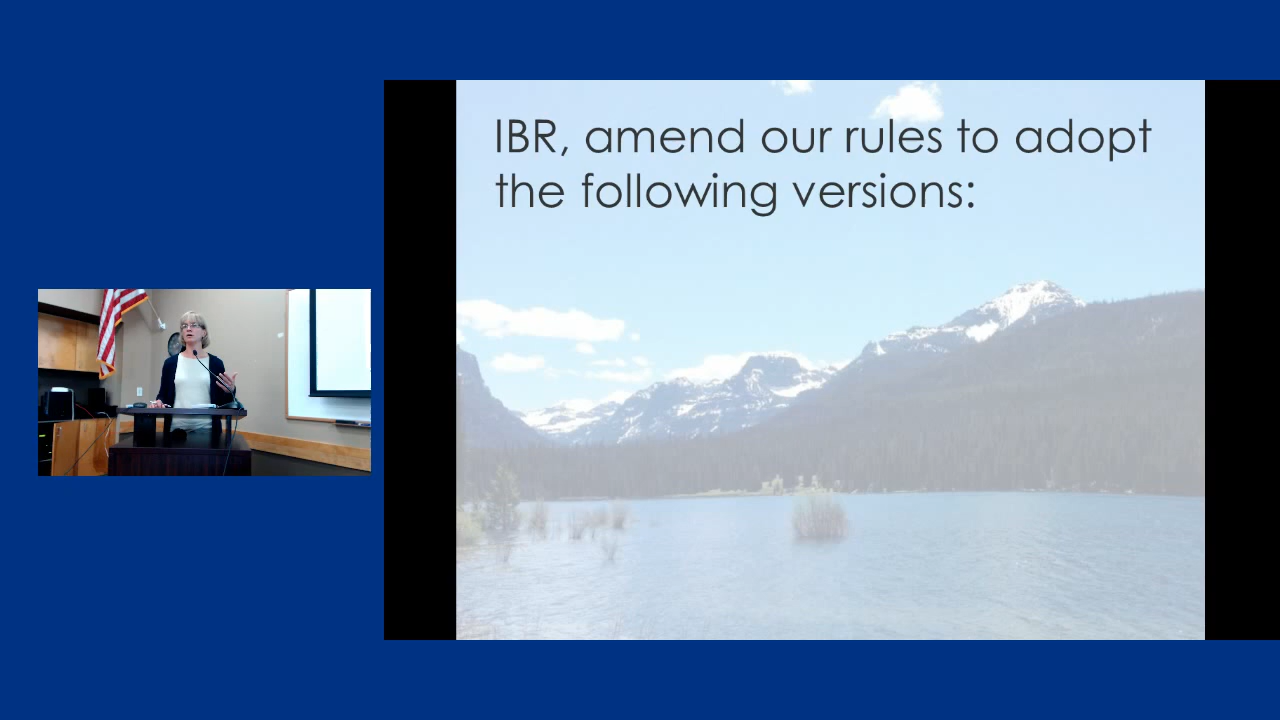 IBR, amend our rules to adopt
the following versions: